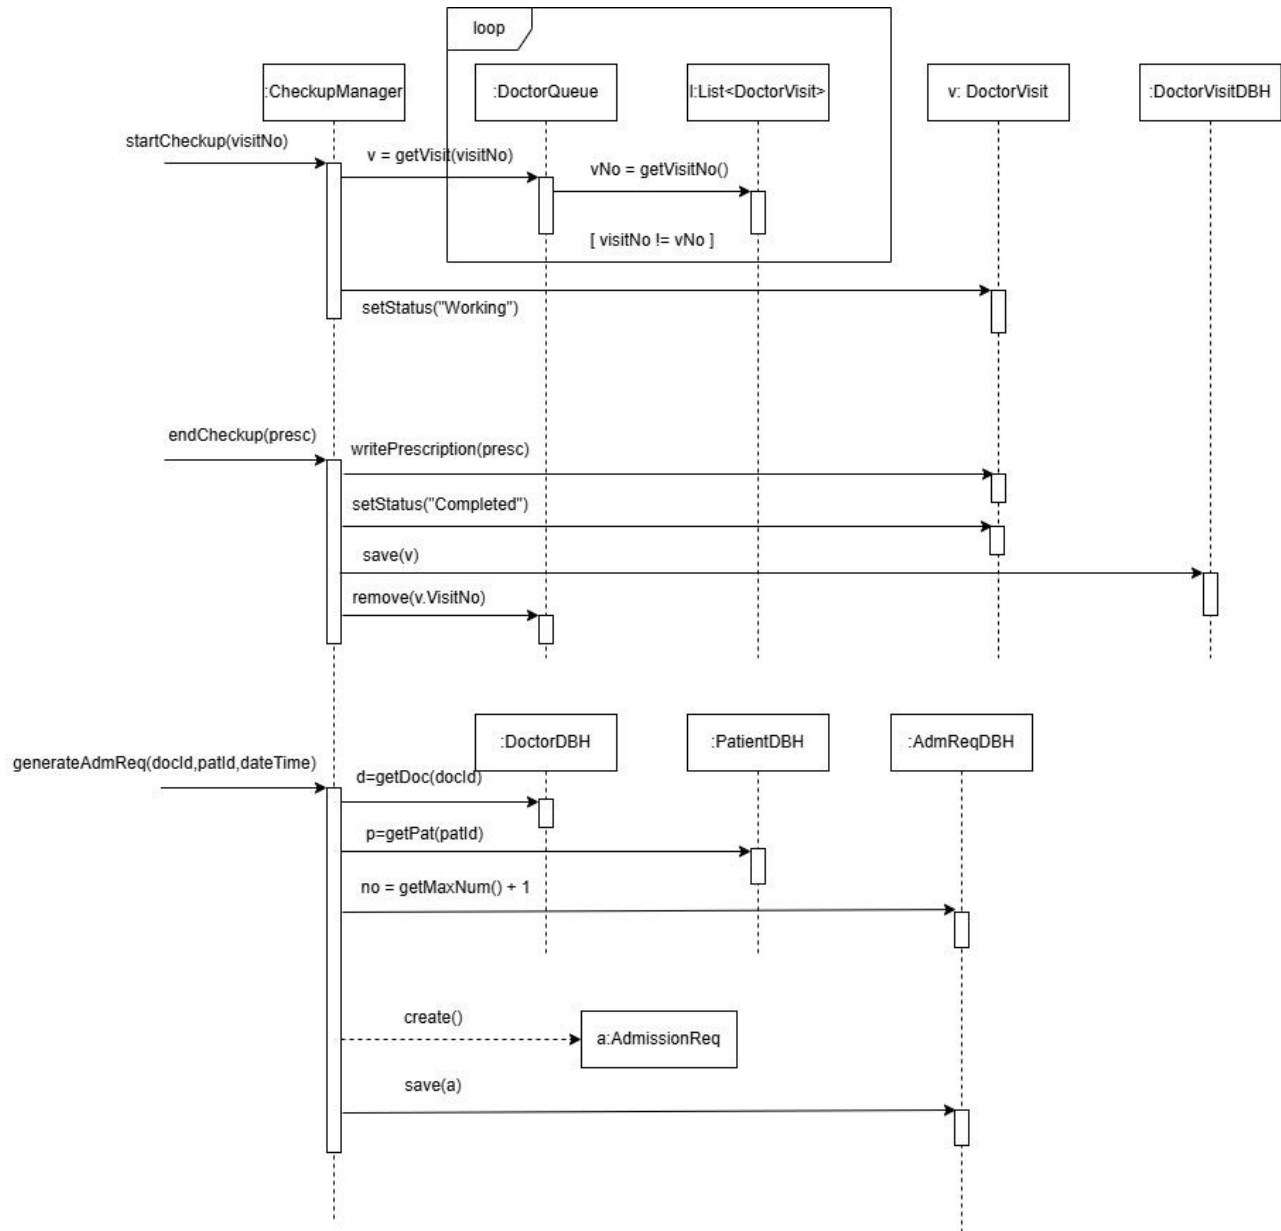 loop
:CheckupManager
:DoctorQueue
l:List<DoctorVisit>
v: DoctorVisit
:DoctorVisitDBH
startCheckup(visitNo)
v = getVisit(visitNo)
vNo = getVisitNo()
[ visitNo != vNo ]
setStatus("Working")
endCheckup(presc)
writePrescription(presc)
setStatus("Completed")
save(v)
remove(v.VisitNo)
:DoctorDBH
:PatientDBH
:AdmReqDBH
generateAdmReq(docId,patId,dateTime)
d=getDoc(docId)
p=getPat(patId)
no = getMaxNum() + 1
create()
a:AdmissionReq
save(a)